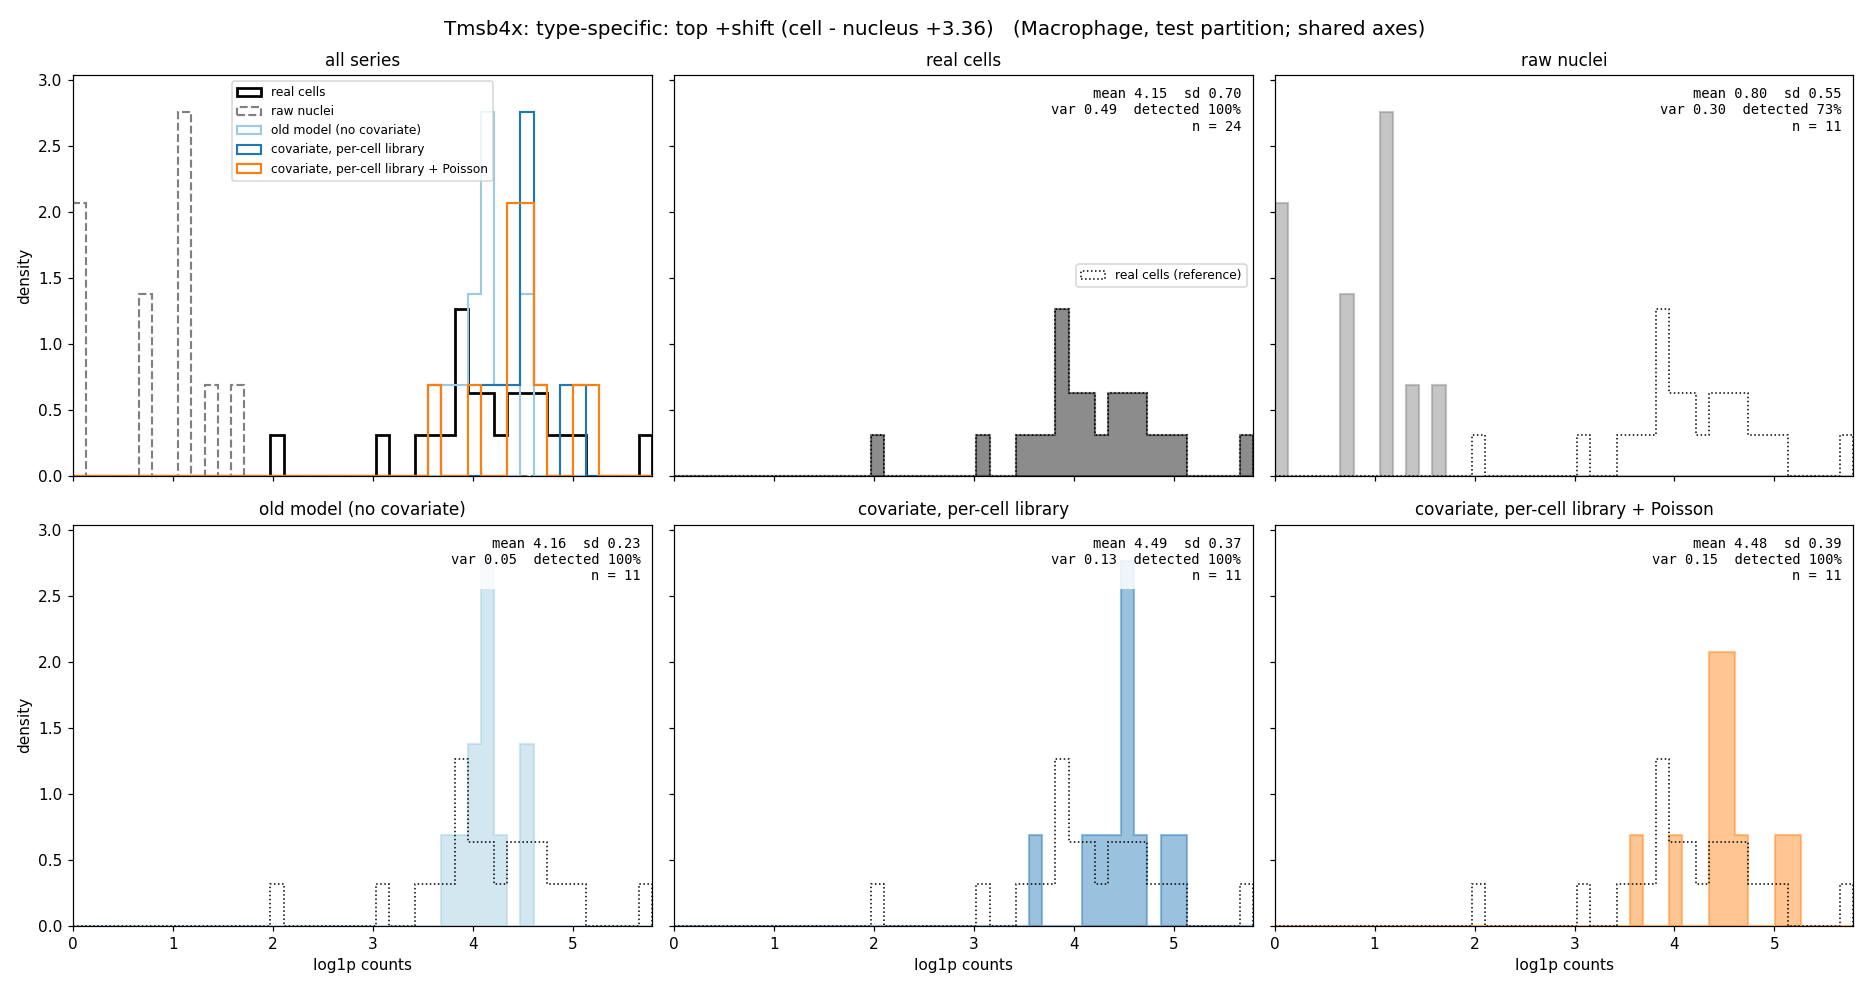 Tmsb4x: type-specific: top +shift (cell - nucleus +3.36)   (Macrophage, test partition; shared axes)
all series
real cells
raw nuclei
3.0
2.5
2.0
1.5
1.0
0.5
0.0
density
real cells
raw nuclei
old model (no covariate)
covariate, per-cell library
covariate, per-cell library + Poisson
mean 4.15  sd 0.70
var 0.49  detected 100%
n = 24
real cells (reference)
mean 0.80  sd 0.55
var 0.30  detected 73%
n = 11
old model (no covariate)
covariate, per-cell library
covariate, per-cell library + Poisson
3.0
2.5
2.0
1.5
1.0
0.5
0.0
density
mean 4.16  sd 0.23
var 0.05  detected 100%
n = 11
mean 4.49  sd 0.37
var 0.13  detected 100%
n = 11
mean 4.48  sd 0.39
var 0.15  detected 100%
n = 11
0 1 2 3 4 5
0 1 2 3 4 5
0 1 2 3 4 5
log1p counts
log1p counts
log1p counts